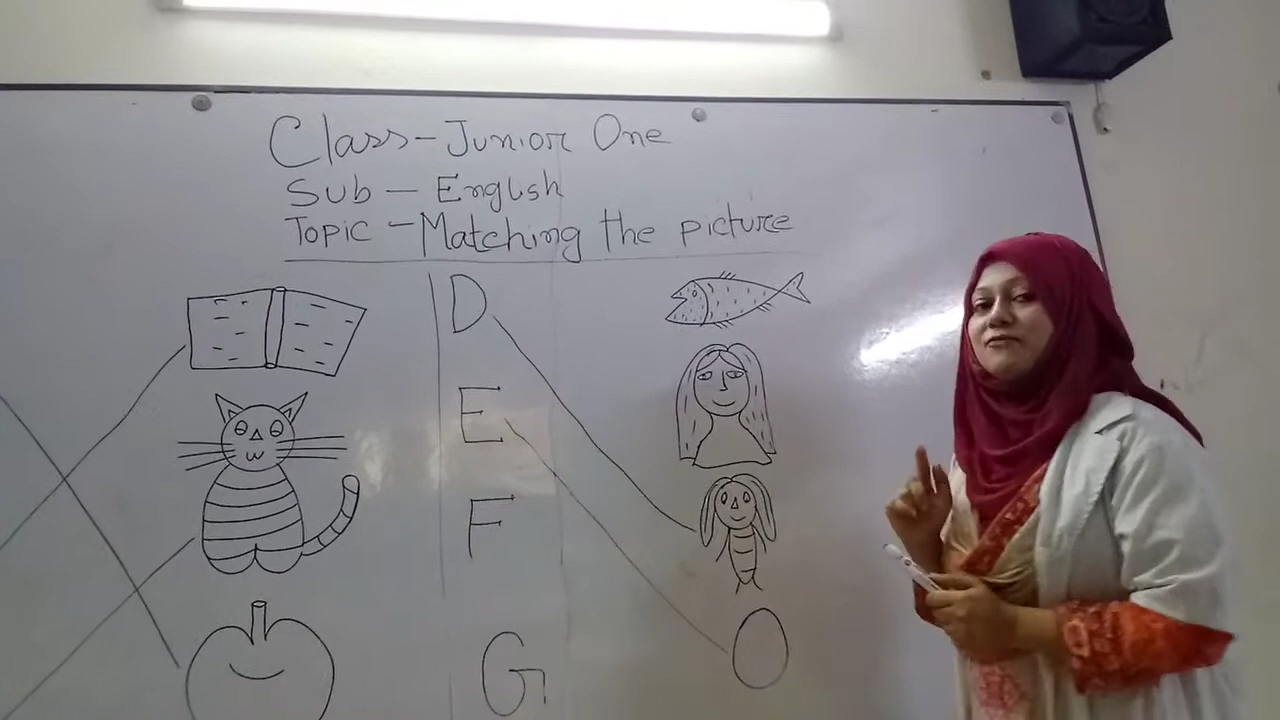 Class-Junior One
Sub - English
Topic - Matching the picture
D
E
F
G